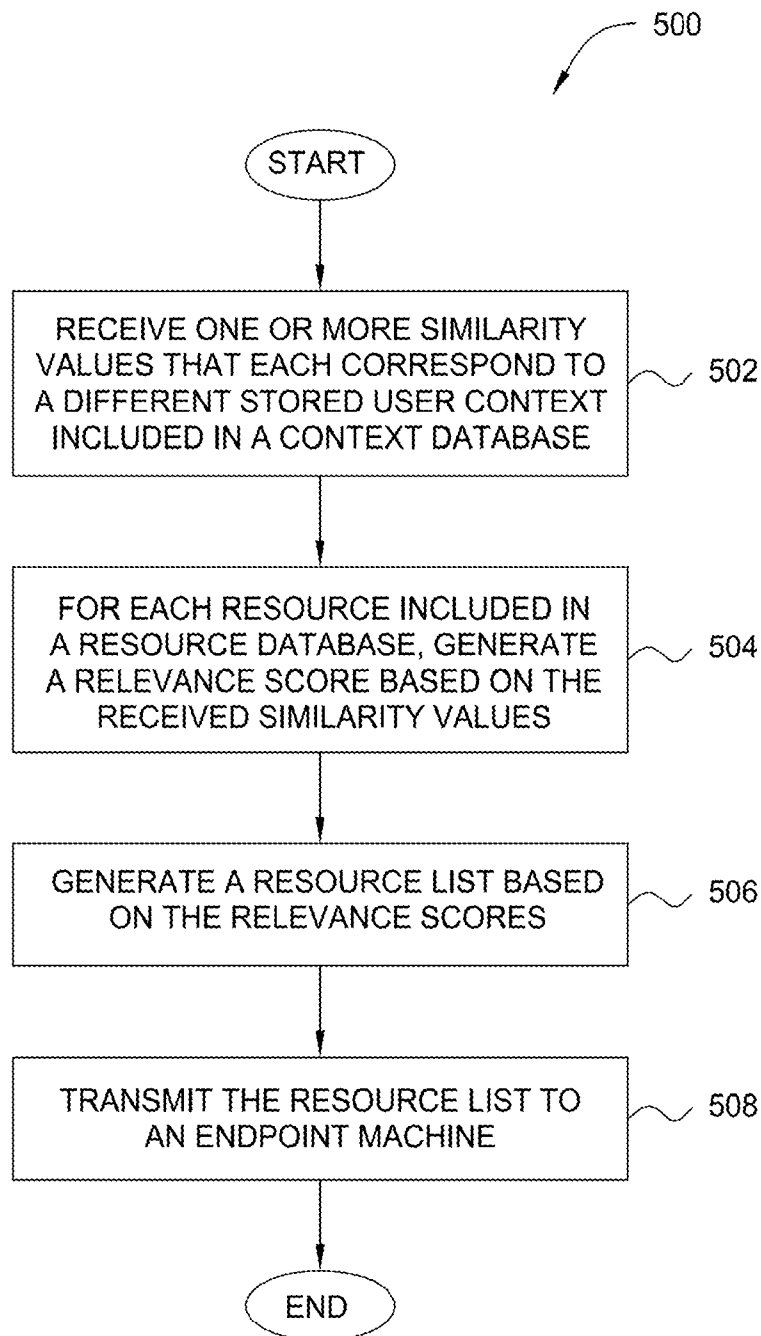 500
START
RECEIVE ONE OR MORE SIMILARITY
VALUES THAT EACH CORRESPOND TO
A DIFFERENT STORED USER CONTEXT
INCLUDED IN A CONTEXT DATABASE
502
FOR EACH RESOURCE INCLUDED IN
A RESOURCE DATABASE, GENERATE
A RELEVANCE SCORE BASED ON THE
RECEIVED SIMILARITY VALUES
504
GENERATE A RESOURCE LIST BASED
ON THE RELEVANCE SCORES
506
TRANSMIT THE RESOURCE LIST TO
AN ENDPOINT MACHINE
508
END